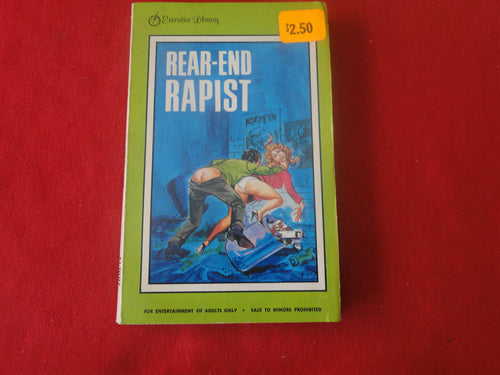 Executive Library
$2.50
REAR-END
RAPIST
FOR ENTERTAINMENT OF ADULTS ONLY • SALE TO MINORS PROHIBITED